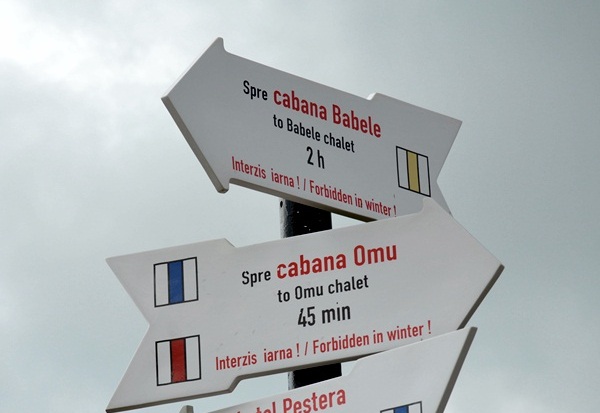 Spre cabana Babele
to Babele chalet
2 h
Interzis iarna ! / Forbidden in winter !
Spre cabana Omu
to Omu chalet
45 min
Interzis iarna ! / Forbidden in winter !
Pestera